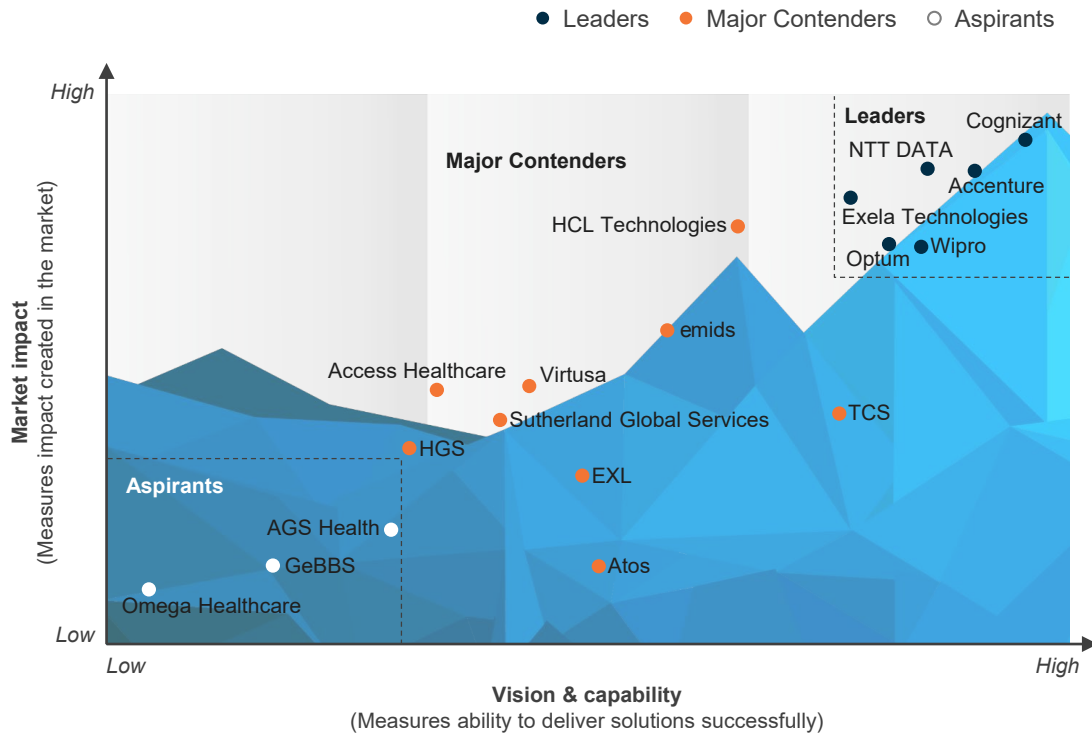 Leaders
Major Contenders
Aspirants
High
Leaders
Cognizant
NTT DATA
Major Contenders
Accenture
Exela Technologies
HCL Technologies
Optum
Wipro
emids
Access Healthcare
Virtusa
Sutherland Global Services
TCS
HGS
EXL
Aspirants
AGS Health
GeBBS
Atos
Omega Healthcare
Low
Market impact
(Measures impact created in the market)
Low
High
Vision & capability
(Measures ability to deliver solutions successfully)